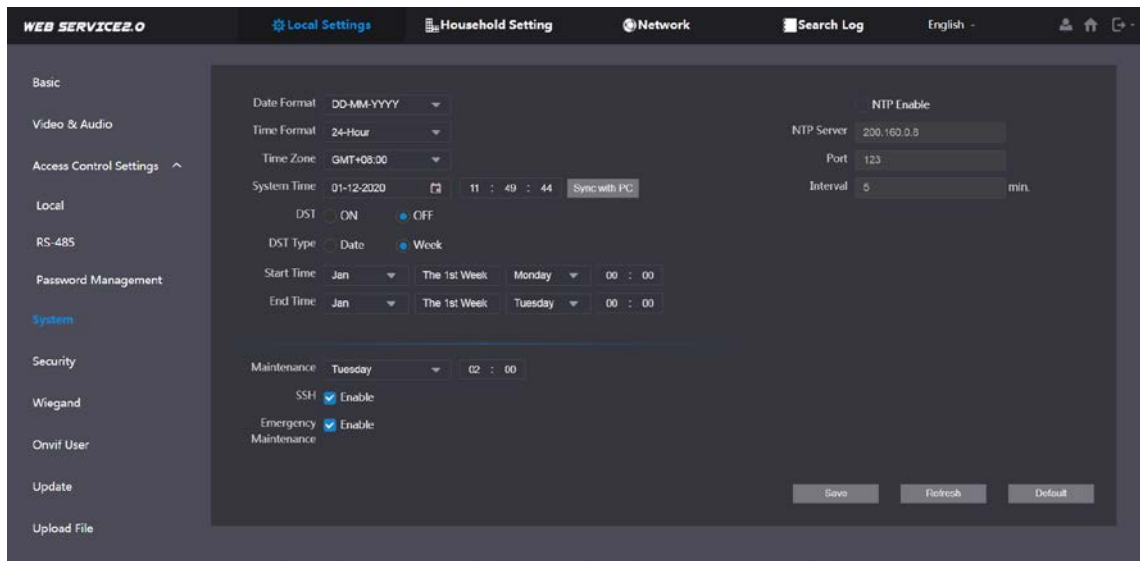 WEB SERVICE2.0 Local Settings Household Setting Network Search Log English
Basic
Video & Audio
Access Control Settings
Local
RS-485
Password Management
System
Security
Wiegand
Onvif User
Update
Upload File
Date Format DD-MM-YYYY
Time Format 24-Hour
Time Zone GMT+08:00
System Time 01-12-2020 11 : 49 : 44 Sync with PC
DST ON OFF
DST Type Date Week
Start Time Jan The 1st Week Monday 00 : 00
End Time Jan The 1st Week Tuesday 00 : 00
Maintenance Tuesday 02 : 00
SSH Enable
Emergency Maintenance Enable
NTP Enable
NTP Server 200.160.0.8
Port 123
Interval 5 min.
Save Refresh Default